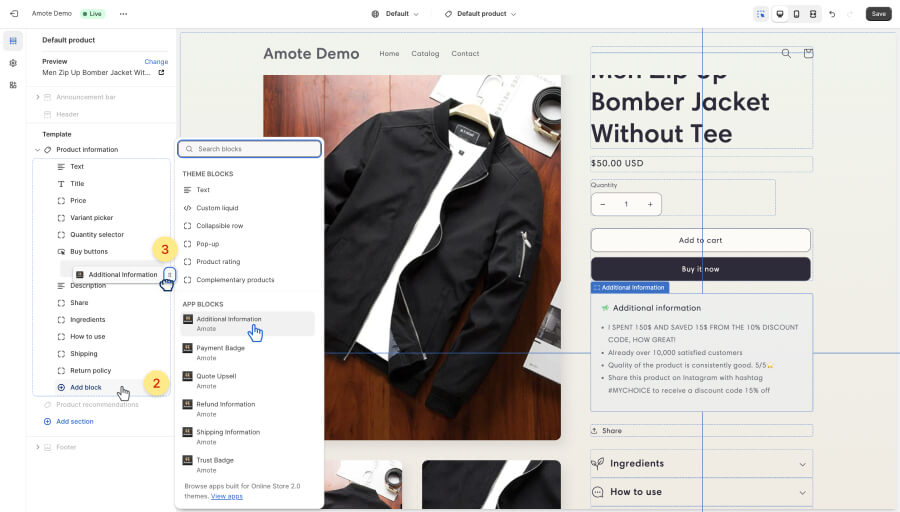 Amote Demo
Live
Default
Default product
Save
Default product
Preview
Change
Men Zip Up Bomber Jacket Wit...
Announcement bar
Header
Template
Product information
Text
Title
Price
Variant picker
Quantity selector
Buy buttons
Additional Information
Description
Share
Ingredients
How to use
Shipping
Return policy
Add block
Product recommendations
Add section
Footer
3
2
Search blocks
THEME BLOCKS
Text
Custom liquid
Collapsible row
Pop-up
Product rating
Complementary products
APP BLOCKS
Additional Information
Amote
Payment Badge
Amote
Quote Upsell
Amote
Refund Information
Amote
Shipping Information
Amote
Trust Badge
Amote
Browse apps built for Online Store 2.0
themes. View apps
Amote Demo
Home
Catalog
Contact
Men Zip Up
Bomber Jacket
Without Tee
$50.00 USD
Quantity
− 1 +
Add to cart
Buy it now
Additional Information
Additional information
• I SPENT 150$ AND SAVED 15$ FROM THE 10% DISCOUNT
CODE, HOW GREAT!
• Already over 10,000 satisfied customers
• Quality of the product is consistently good. 5/5⭐
• Share this product on Instagram with hashtag
#MYCHOICE to receive a discount code 15% off
Share
Ingredients
How to use